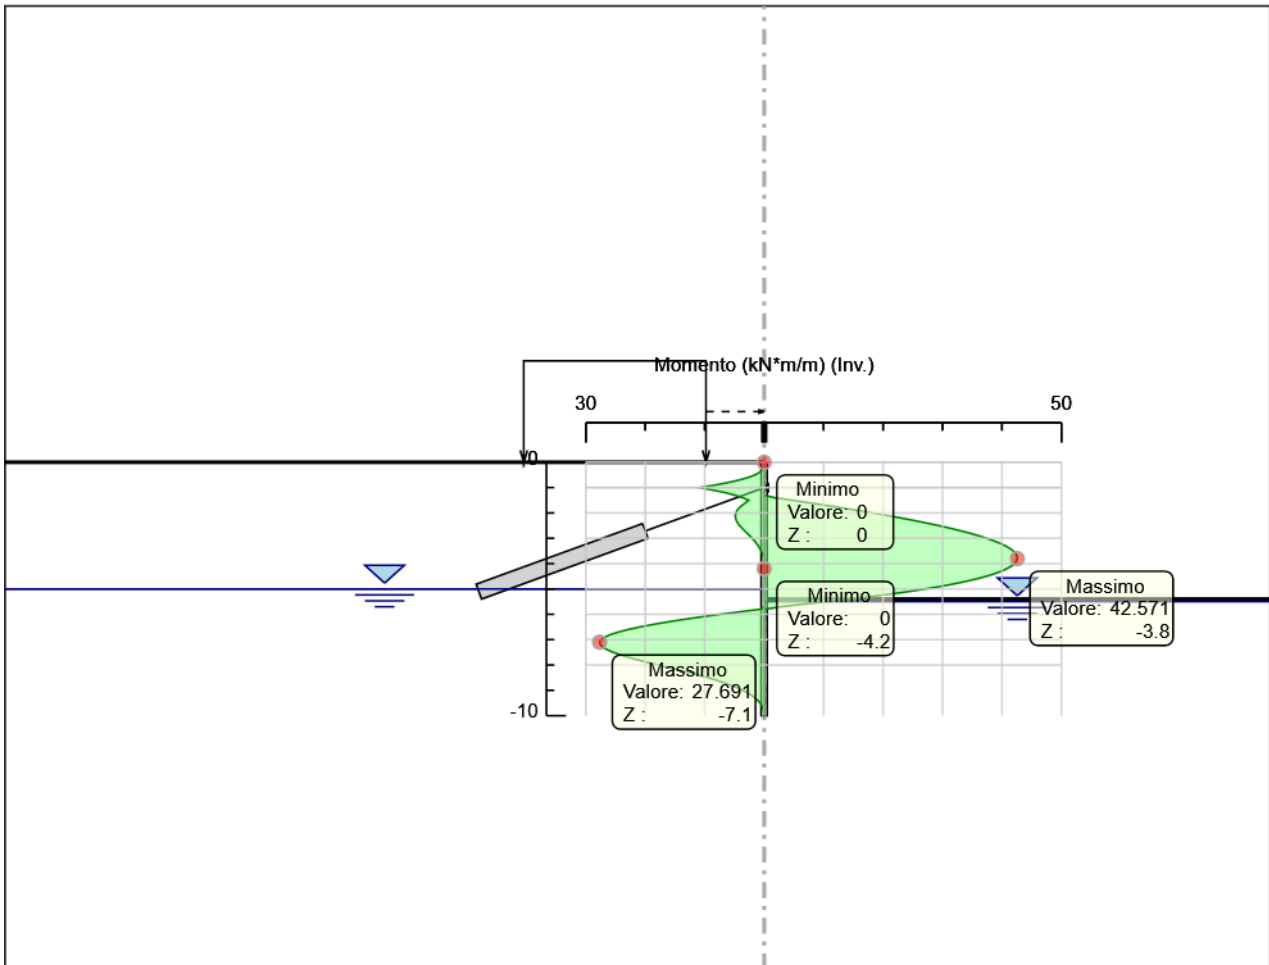 Momento (kN*m/m) (Inv.)
30
50
0
Minimo
Valore: 0
Z : 0
Massimo
Valore: 42.571
Z : -3.8
Minimo
Valore: 0
Z : -4.2
Massimo
Valore: 27.691
Z : -7.1
-10